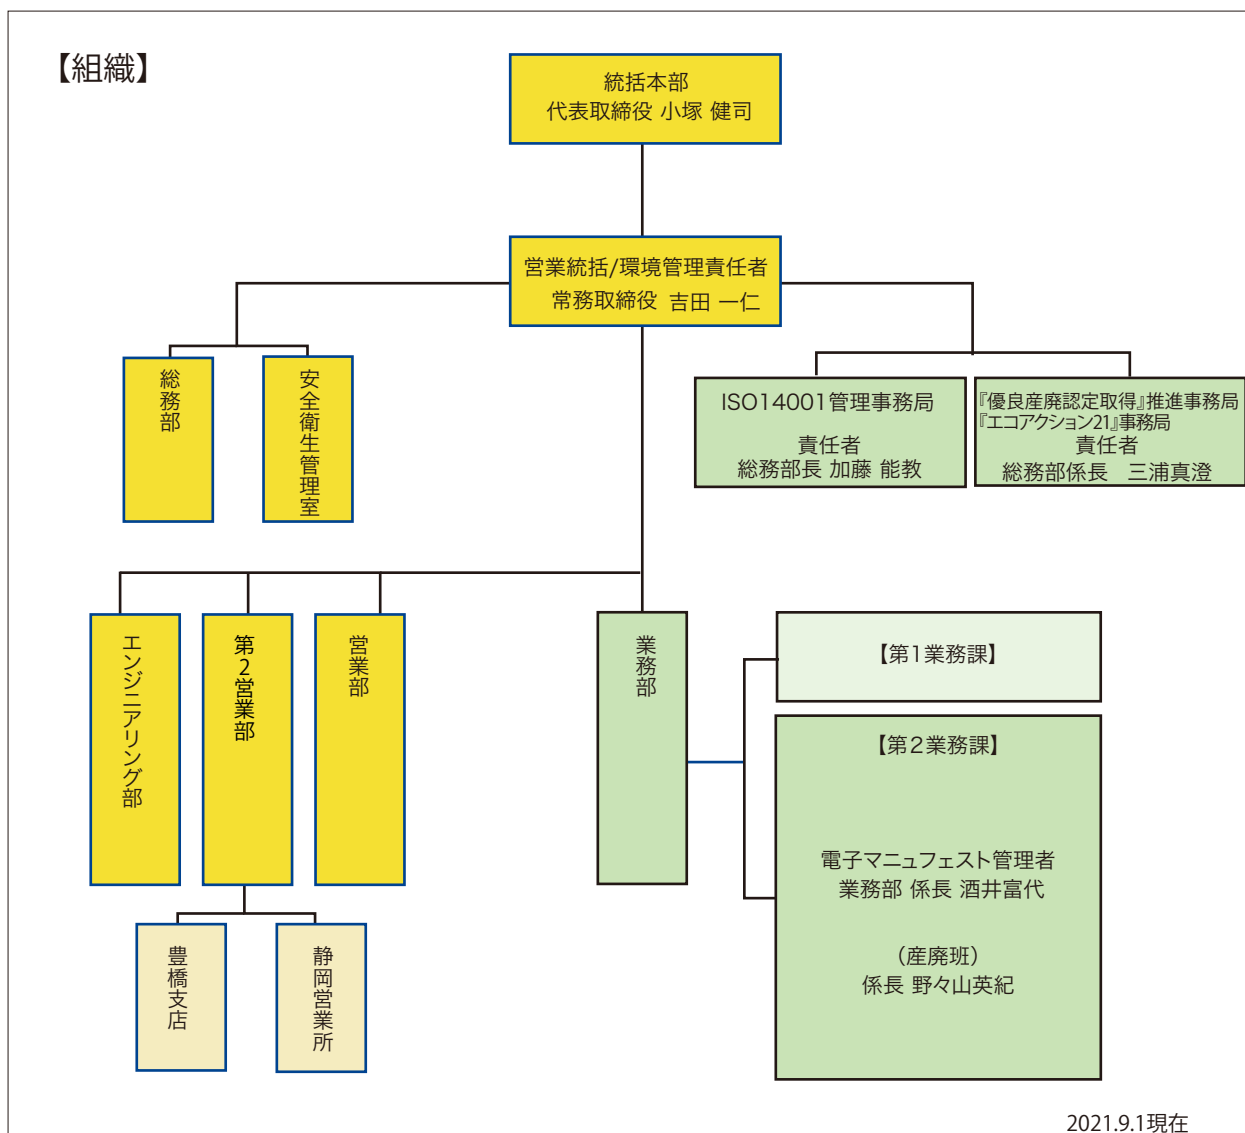 【組織】
統括本部
代表取締役 小塚 健司
営業統括/環境管理責任者
常務取締役 吉田 一仁
総務部
安全衛生管理室
ISO14001管理事務局
責任者
総務部長 加藤 能教
『優良産廃認定取得』推進事務局
『エコアクション21』事務局
責任者
総務部係長 三浦真澄
エンジニアリング部
第2営業部
営業部
業務部
【第1業務課】
【第2業務課】
電子マニュフェスト管理者
業務部 係長 酒井富代
（産廃班）
係長 野々山英紀
豊橋支店
静岡営業所
2021.9.1現在